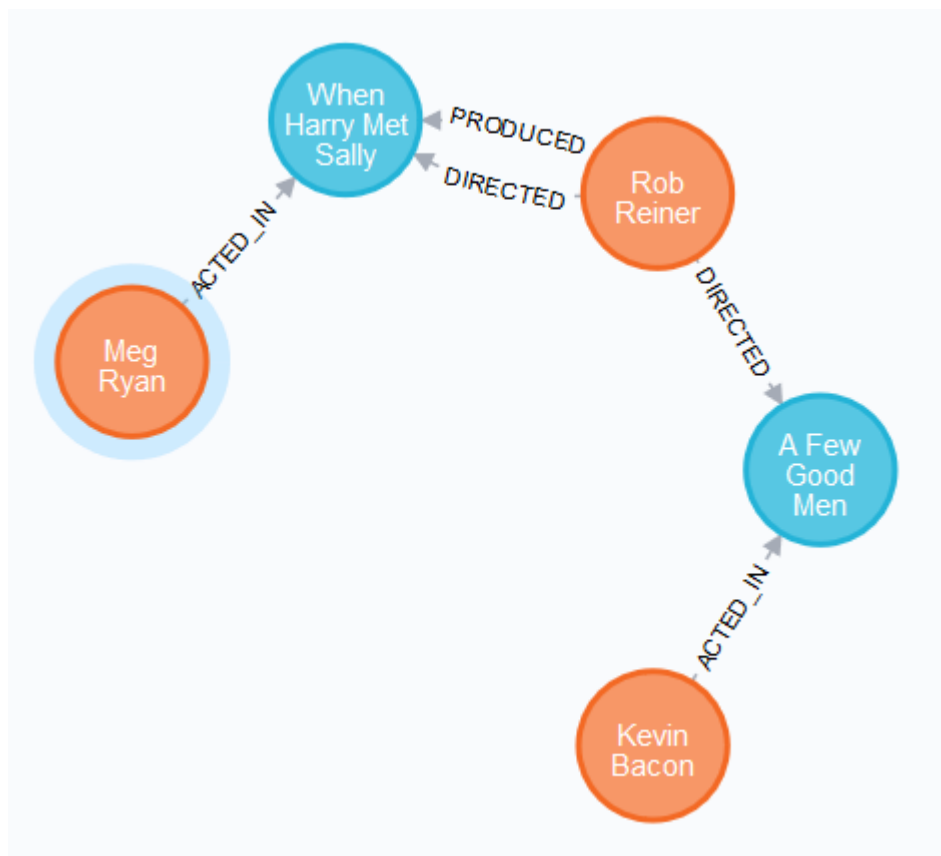 When
Harry Met
Sally
PRODUCED
DIRECTED
Rob
Reiner
ACTED_IN
DIRECTED
Meg
Ryan
A Few
Good
Men
ACTED_IN
Kevin
Bacon